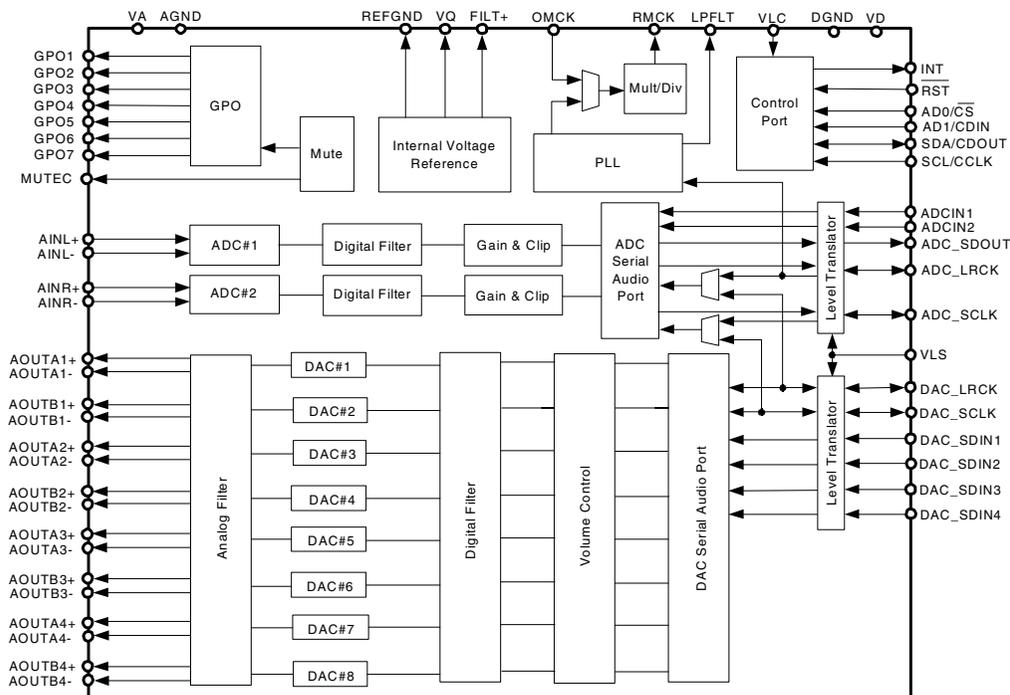 VA AGND REFGND VQ FILT+ OMCK RMCK LPFLT VLC DGND VD
GPO1
GPO2
GPO3
GPO4
GPO5
GPO6
GPO7
MUTEC
GPO
Mute
Internal Voltage
Reference
Mult/Div
PLL
Control
Port
INT
RST
AD0/CS
AD1/CDIN
SDA/CDOUT
SCL/CCLK
AINL+
AINL-
AINR+
AINR-
ADC#1
Digital Filter
Gain & Clip
ADC#2
Digital Filter
Gain & Clip
ADC
Serial
Audio
Port
Level Translator
ADCIN1
ADCIN2
ADC_SDOUT
ADC_LRCK
ADC_SCLK
VLS
AOUTA1+
AOUTA1-
AOUTB1+
AOUTB1-
AOUTA2+
AOUTA2-
AOUTB2+
AOUTB2-
AOUTA3+
AOUTA3-
AOUTB3+
AOUTB3-
AOUTA4+
AOUTA4-
AOUTB4+
AOUTB4-
Analog Filter
DAC#1
DAC#2
DAC#3
DAC#4
DAC#5
DAC#6
DAC#7
DAC#8
Digital Filter
Volume Control
DAC Serial Audio Port
Level Translator
DAC_LRCK
DAC_SCLK
DAC_SDIN1
DAC_SDIN2
DAC_SDIN3
DAC_SDIN4